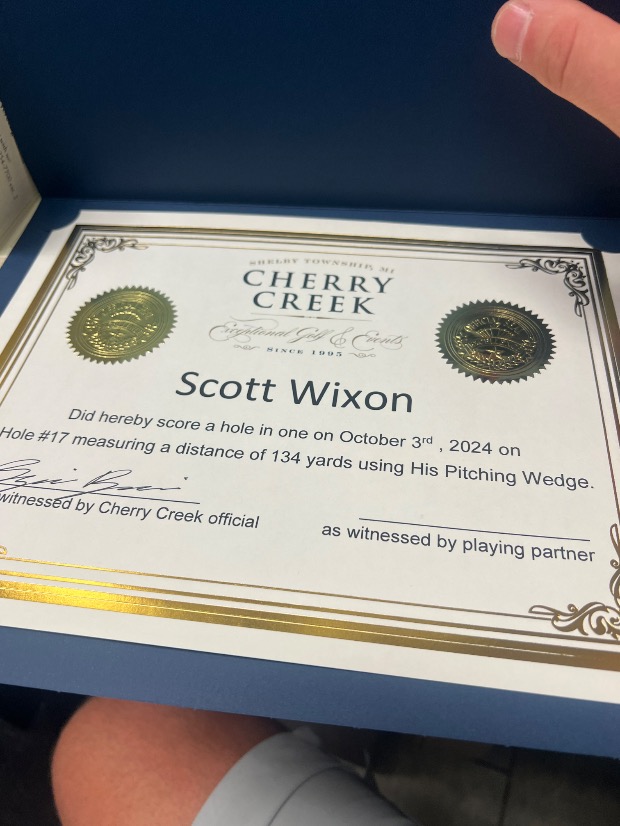 SHELBY TOWNSHIP, MI
CHERRY
CREEK
Exceptional Golf & Events
SINCE 1995
Scott Wixon
Did hereby score a hole in one on October 3rd , 2024 on
Hole #17 measuring a distance of 134 yards using His Pitching Wedge.
witnessed by Cherry Creek official
as witnessed by playing partner